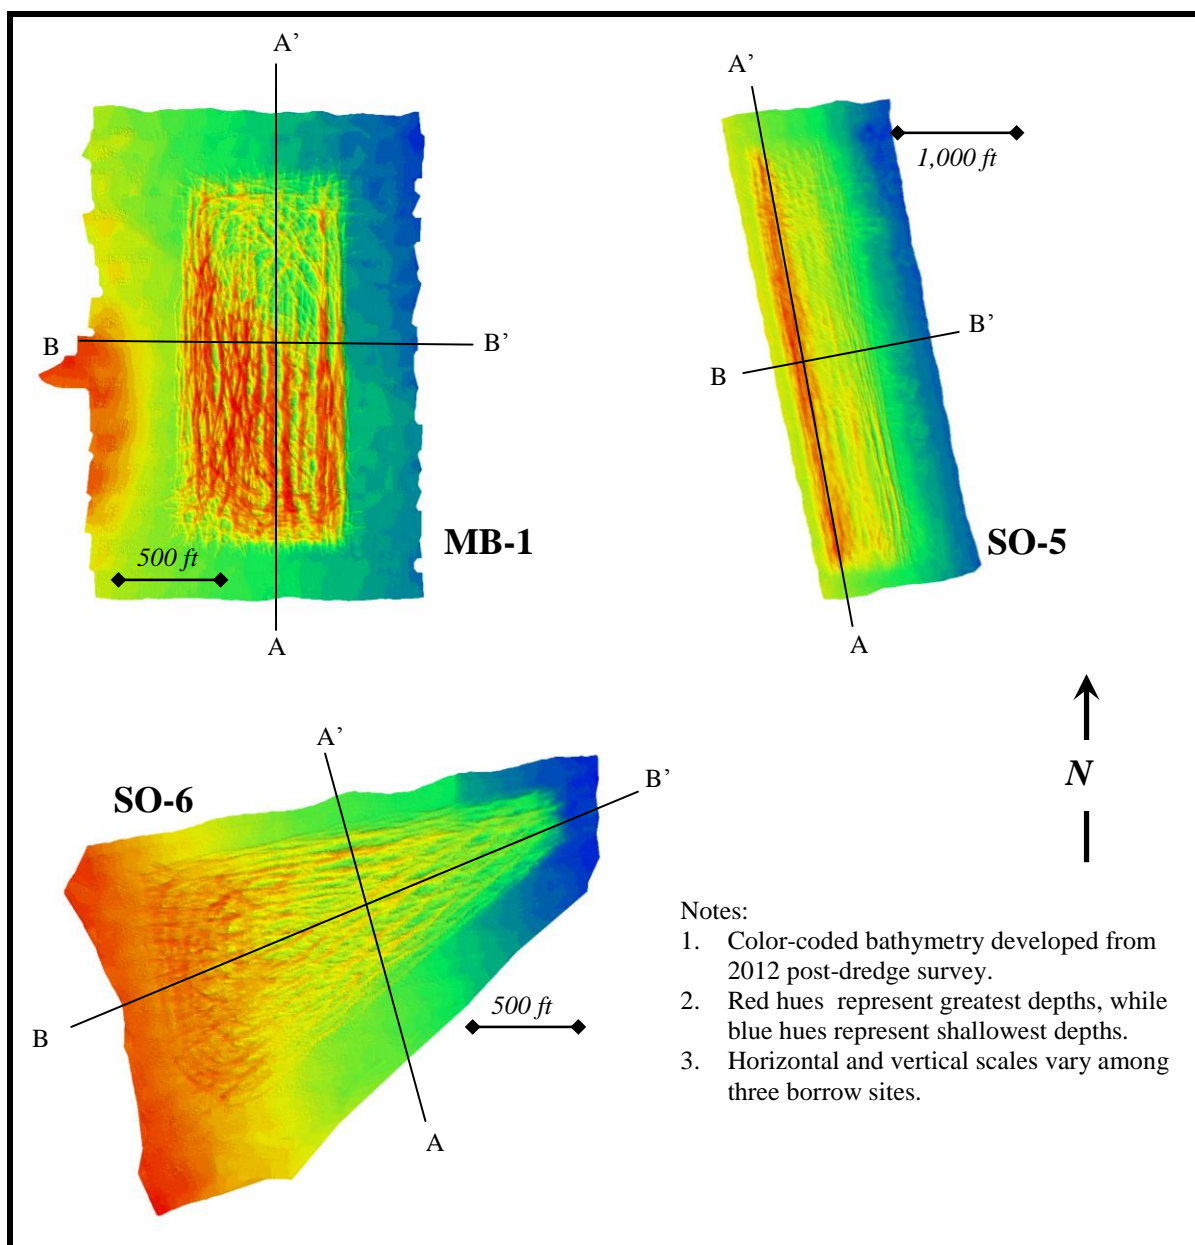 A’
A’
1,000 ft
B
B’
B’
B
500 ft
MB-1
SO-5
A
A
A’
SO-6
B’
N
500 ft
B
A
Notes:
1. Color-coded bathymetry developed from
2012 post-dredge survey.
2. Red hues represent greatest depths, while
blue hues represent shallowest depths.
3. Horizontal and vertical scales vary among
three borrow sites.